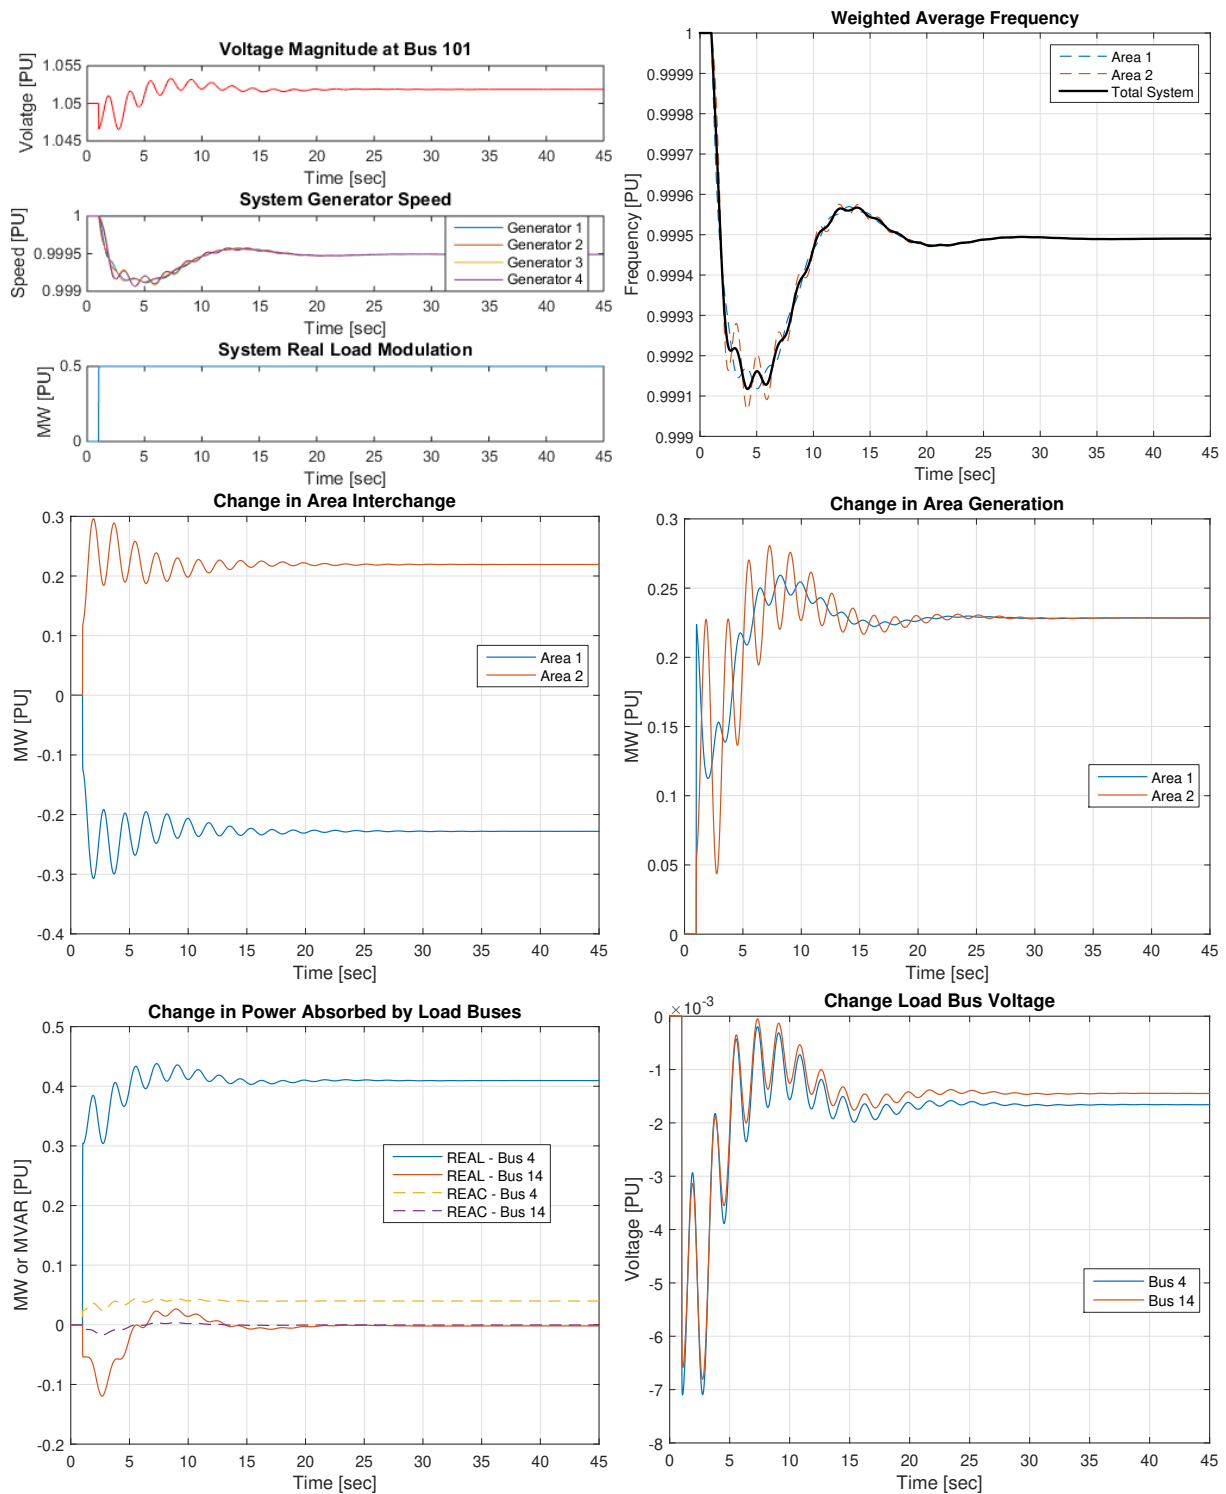 Voltage Magnitude at Bus 101
Volatge [PU]
1.055
1.05
1.045
0 5 10 15 20 25 30 35 40 45
Time [sec]
System Generator Speed
Speed [PU]
1
0.9995
0.999
Generator 1
Generator 2
Generator 3
Generator 4
0 5 10 15 20 25 30 35 40 45
Time [sec]
System Real Load Modulation
MW [PU]
0.5
0
0 5 10 15 20 25 30 35 40 45
Time [sec]
Weighted Average Frequency
Frequency [PU]
1
0.9999
0.9998
0.9997
0.9996
0.9995
0.9994
0.9993
0.9992
0.9991
0.999
Area 1
Area 2
Total System
0 5 10 15 20 25 30 35 40 45
Time [sec]
Change in Area Interchange
MW [PU]
0.3
0.2
0.1
0
-0.1
-0.2
-0.3
-0.4
Area 1
Area 2
0 5 10 15 20 25 30 35 40 45
Time [sec]
Change in Area Generation
MW [PU]
0.3
0.25
0.2
0.15
0.1
0.05
0
Area 1
Area 2
0 5 10 15 20 25 30 35 40 45
Time [sec]
Change in Power Absorbed by Load Buses
MW or MVAR [PU]
0.5
0.4
0.3
0.2
0.1
0
-0.1
-0.2
REAL - Bus 4
REAL - Bus 14
REAC - Bus 4
REAC - Bus 14
0 5 10 15 20 25 30 35 40 45
Time [sec]
Change Load Bus Voltage
×10⁻³
Voltage [PU]
0
-1
-2
-3
-4
-5
-6
-7
-8
Bus 4
Bus 14
0 5 10 15 20 25 30 35 40 45
Time [sec]